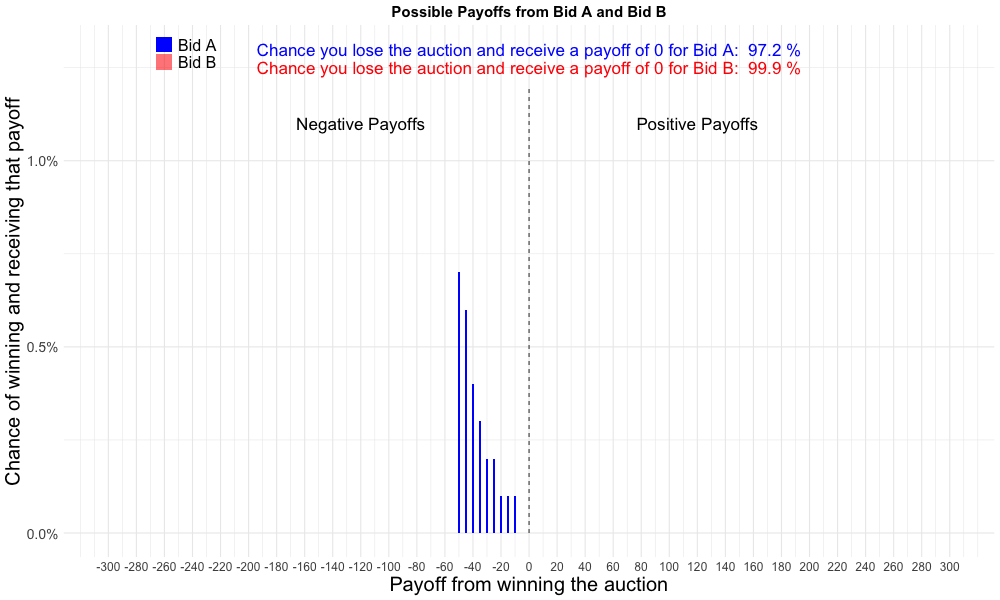 Possible Payoffs from Bid A and Bid B
Bid A
Bid B
Chance you lose the auction and receive a payoff of 0 for Bid A:  97.2 %
Chance you lose the auction and receive a payoff of 0 for Bid B:  99.9 %
Negative Payoffs
Positive Payoffs
Chance of winning and receiving that payoff
1.0%
0.5%
0.0%
-300 -280 -260 -240 -220 -200 -180 -160 -140 -120 -100 -80 -60 -40 -20 0 20 40 60 80 100 120 140 160 180 200 220 240 260 280 300
Payoff from winning the auction